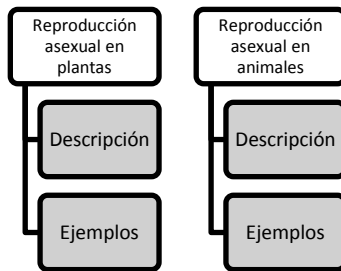 Reproducción
asexual en
plantas
Descripción
Ejemplos
Reproducción
asexual en
animales
Descripción
Ejemplos